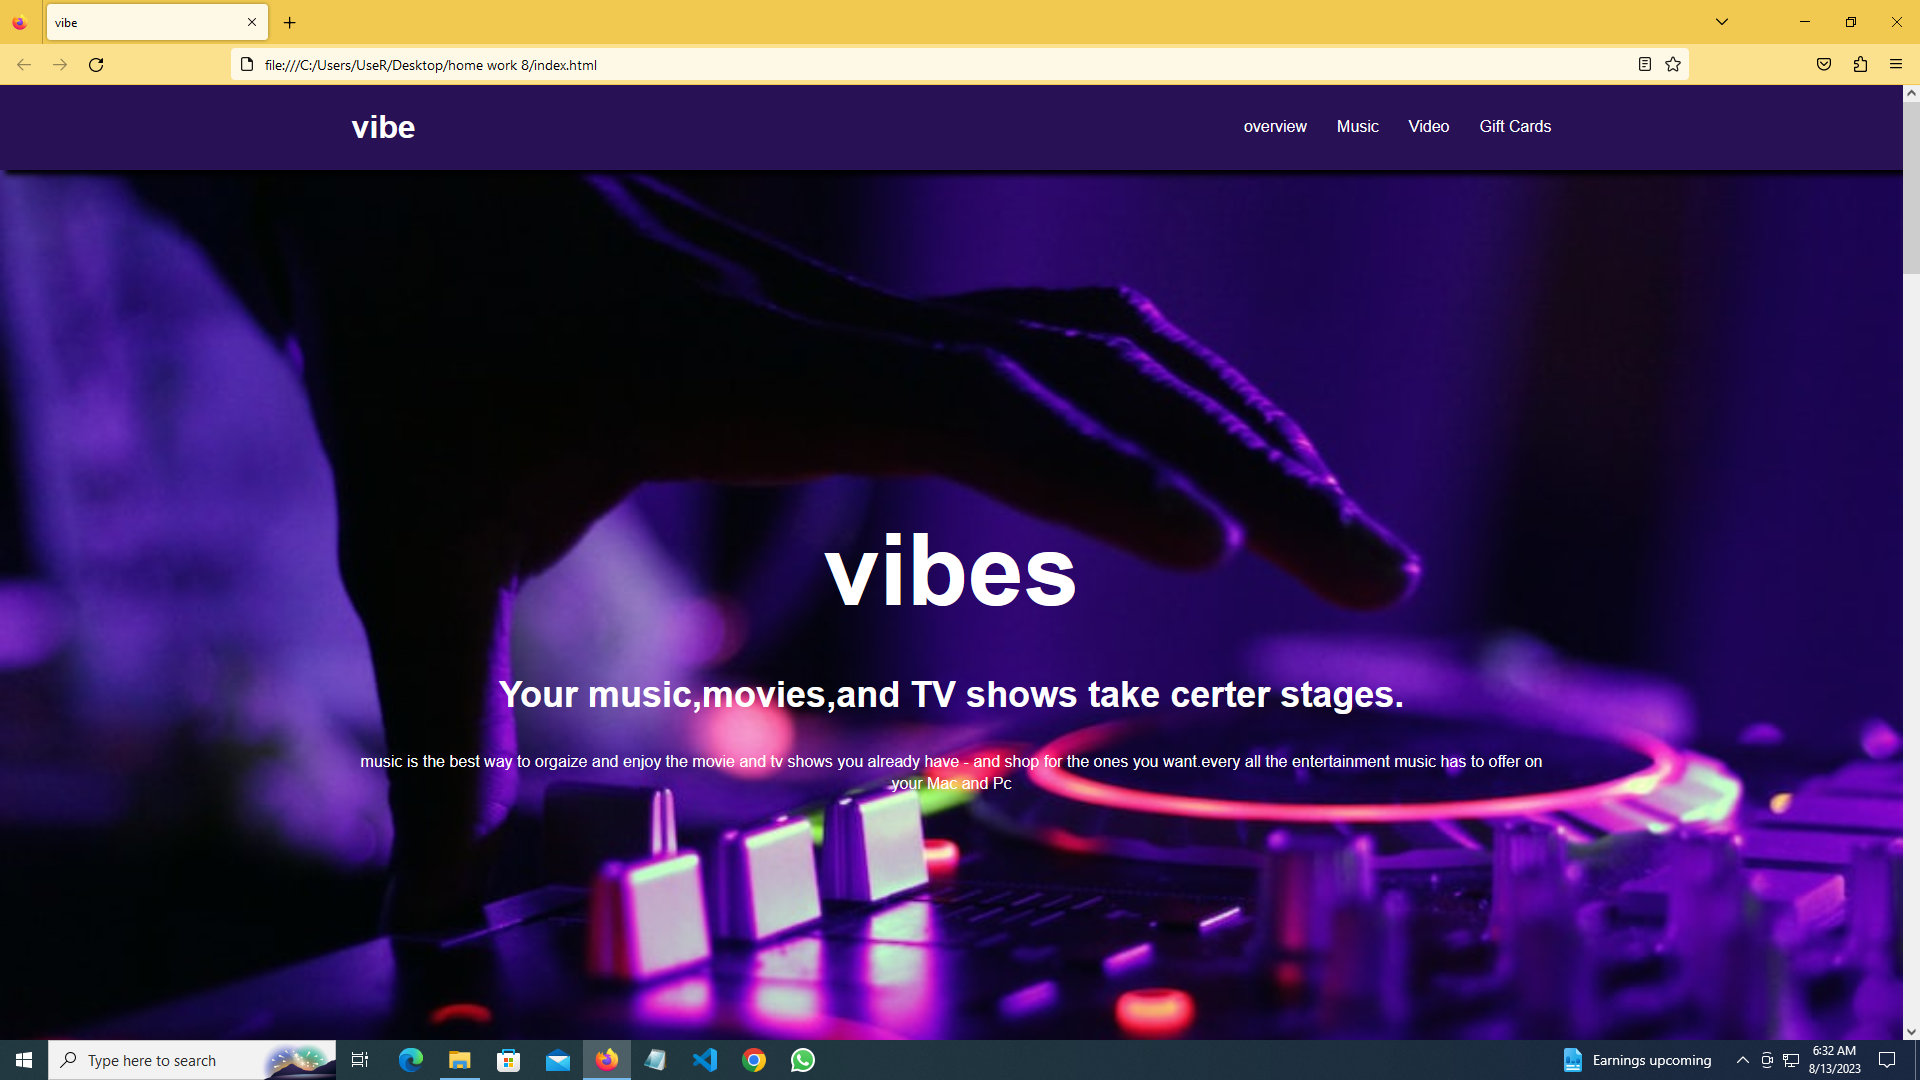 vibe
file:///C:/Users/UseR/Desktop/home work 8/index.html
vibe
overview Music Video Gift Cards
vibes
Your music,movies,and TV shows take certer stages.
music is the best way to orgaize and enjoy the movie and tv shows you already have - and shop for the ones you want.every all the entertainment music has to offer on
your Mac and Pc
Type here to search
Earnings upcoming
6:32 AM
8/13/2023